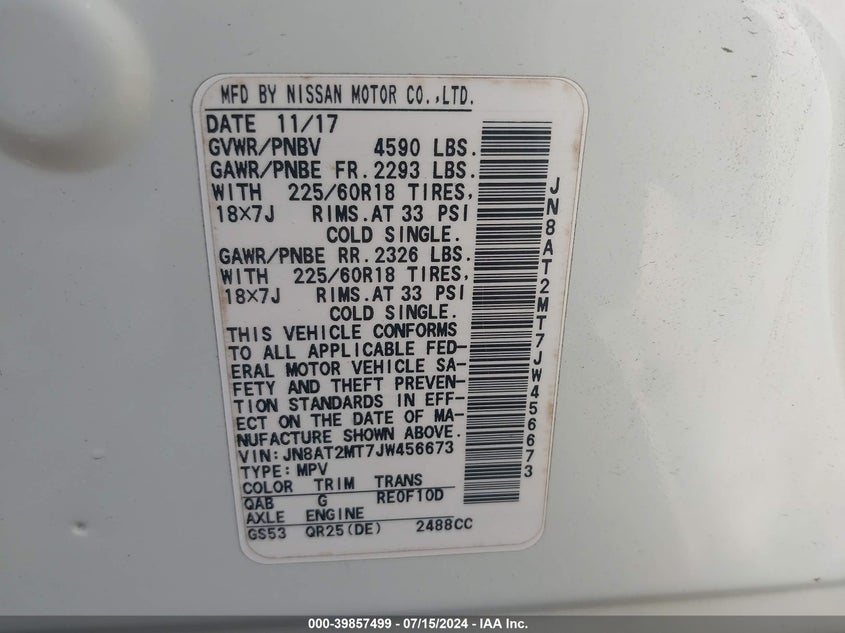 MFD BY NISSAN MOTOR CO.,LTD.
DATE 11/17
GVWR/PNBV 4590 LBS.
GAWR/PNBE FR. 2293 LBS.
WITH 225/60R18 TIRES,
18×7J RIMS.AT 33 PSI
COLD SINGLE.
GAWR/PNBE RR. 2326 LBS.
WITH 225/60R18 TIRES,
18×7J RIMS.AT 33 PSI
COLD SINGLE.
THIS VEHICLE CONFORMS
TO ALL APPLICABLE FED-
ERAL MOTOR VEHICLE SA-
FETY AND THEFT PREVEN-
TION STANDARDS IN EFF-
ECT ON THE DATE OF MA-
NUFACTURE SHOWN ABOVE.
VIN: JN8AT2MT7JW456673
TYPE: MPV
COLOR TRIM TRANS
QAB G RE0F10D
AXLE ENGINE
GS53 QR25(DE) 2488CC
JN8AT2MT7JW456673
000-39857499 - 07/15/2024 - IAA Inc.